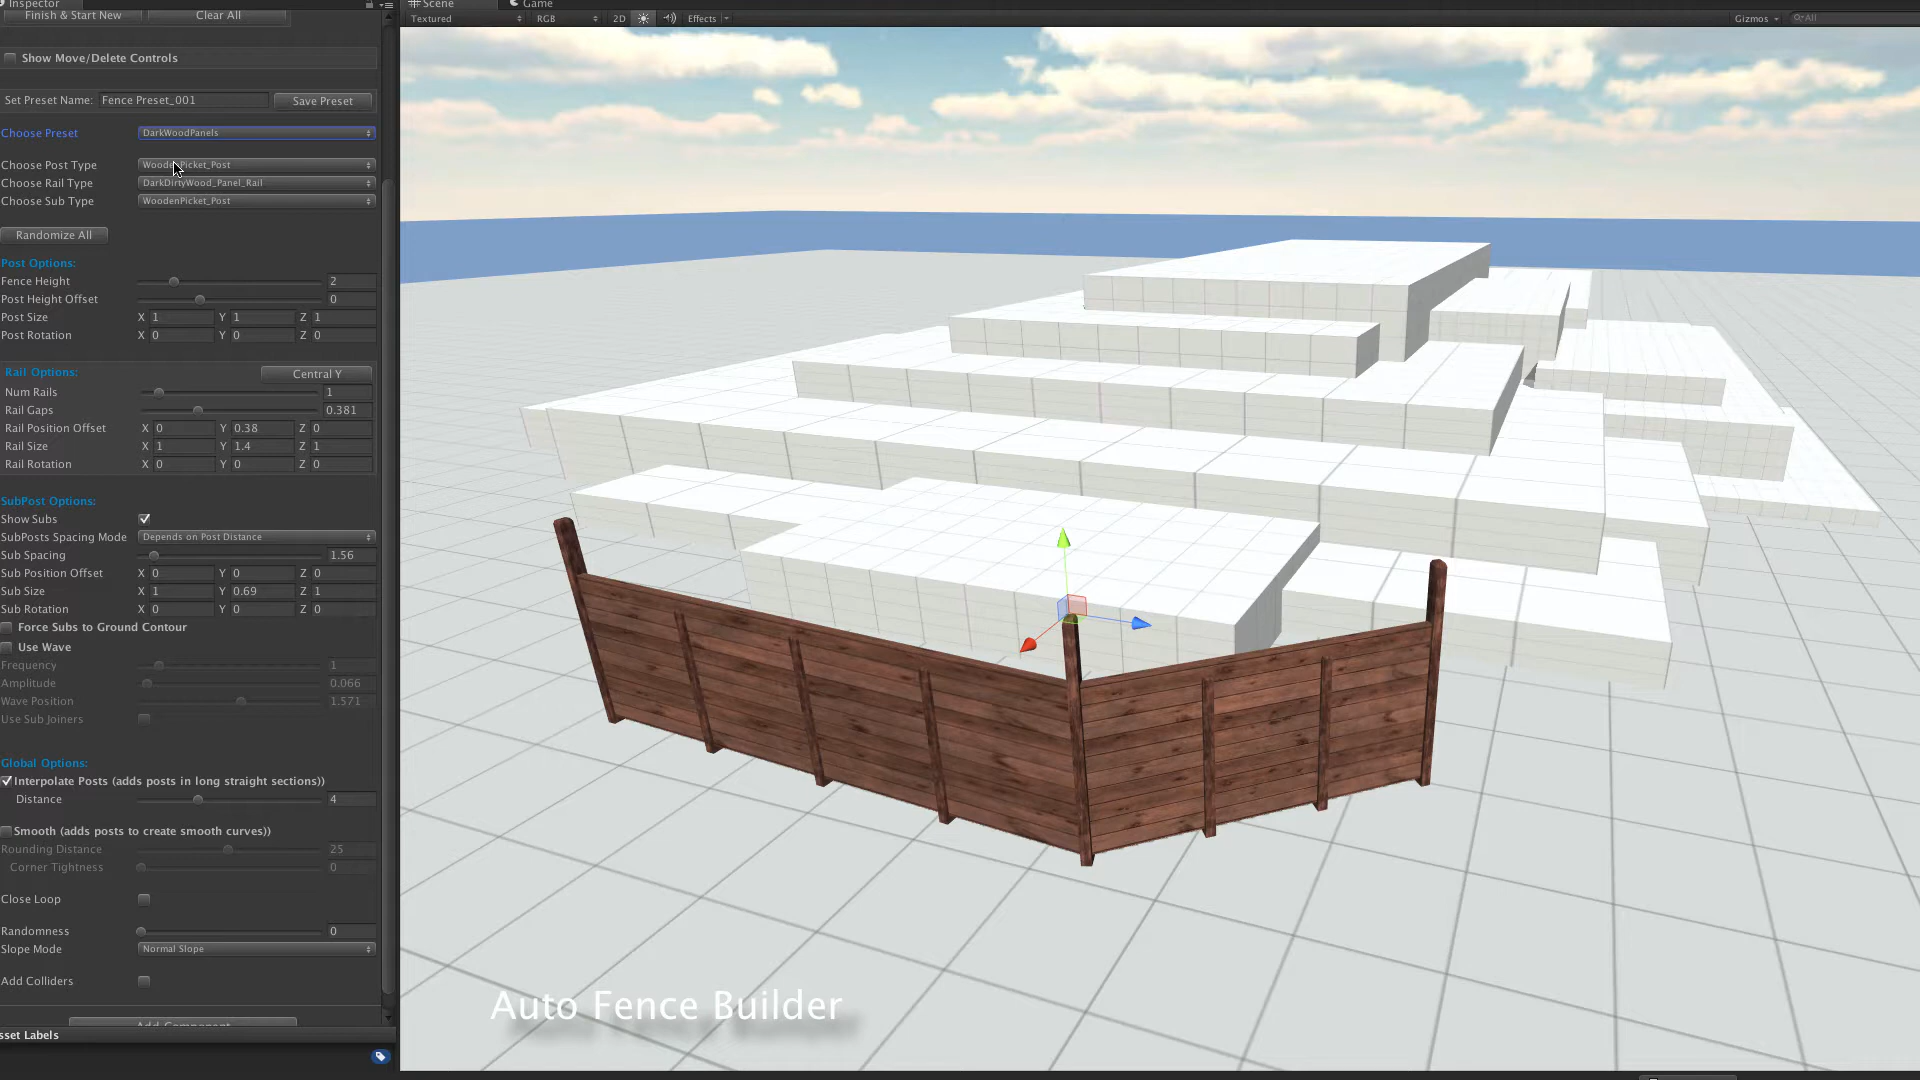 Inspector
Scene
Game
Finish & Start New
Clear All
Textured
RGB
2D
Effects
Gizmos
All
Show Move/Delete Controls
Set Preset Name:
Fence Preset_001
Save Preset
Choose Preset
DarkWoodPanels
Choose Post Type
WoodenPicket_Post
Choose Rail Type
DarkDirtyWood_Panel_Rail
Choose Sub Type
WoodenPicket_Post
Randomize All
Post Options:
Fence Height
2
Post Height Offset
0
Post Size
X 1
Y 1
Z 1
Post Rotation
X 0
Y 0
Z 0
Rail Options:
Central Y
Num Rails
1
Rail Gaps
0.381
Rail Position Offset
X 0
Y 0.38
Z 0
Rail Size
X 1
Y 1.4
Z 1
Rail Rotation
X 0
Y 0
Z 0
SubPost Options:
Show Subs
SubPosts Spacing Mode
Depends on Post Distance
Sub Spacing
1.56
Sub Position Offset
X 0
Y 0
Z 0
Sub Size
X 1
Y 0.69
Z 1
Sub Rotation
X 0
Y 0
Z 0
Force Subs to Ground Contour
Use Wave
Frequency
1
Amplitude
0.066
Wave Position
1.571
Use Sub Joiners
Global Options:
Interpolate Posts (adds posts in long straight sections))
Distance
4
Smooth (adds posts to create smooth curves))
Rounding Distance
25
Corner Tightness
0
Close Loop
Randomness
0
Slope Mode
Normal Slope
Add Colliders
Add Component
sset Labels
Auto Fence Builder